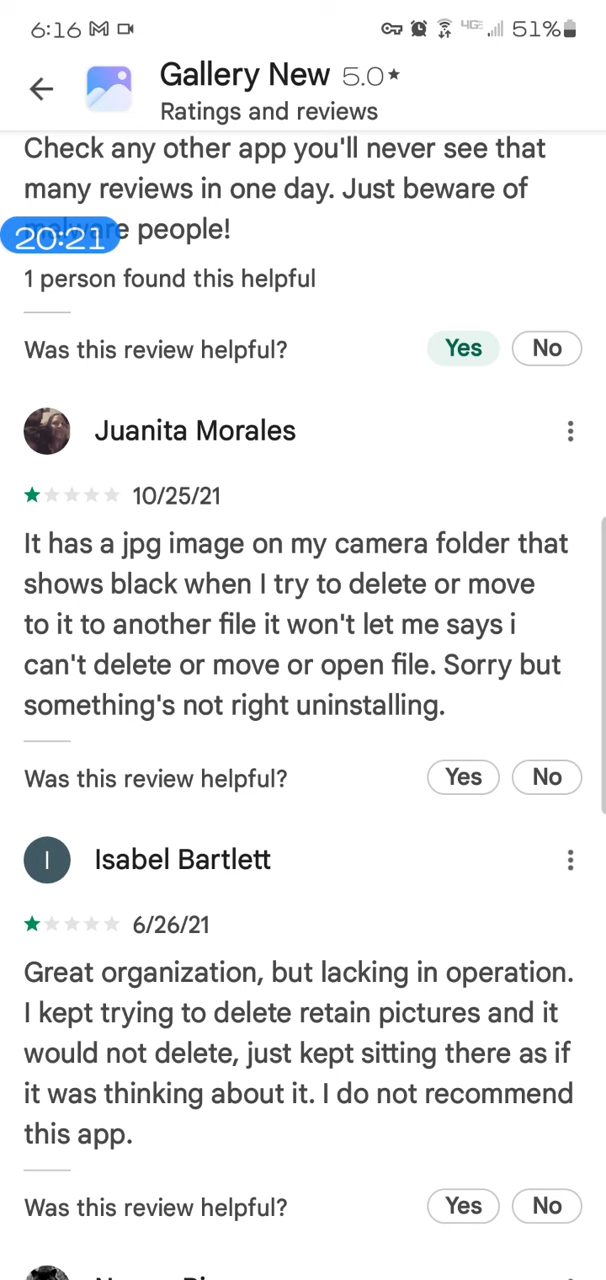 6:16 4GE 51%
Gallery New 5.0★
Ratings and reviews
Check any other app you'll never see that
many reviews in one day. Just beware of
malware people!
20:21
1 person found this helpful
Was this review helpful? Yes No
Juanita Morales
10/25/21
It has a jpg image on my camera folder that
shows black when I try to delete or move
to it to another file it won't let me says i
can't delete or move or open file. Sorry but
something's not right uninstalling.
Was this review helpful? Yes No
I Isabel Bartlett
6/26/21
Great organization, but lacking in operation.
I kept trying to delete retain pictures and it
would not delete, just kept sitting there as if
it was thinking about it. I do not recommend
this app.
Was this review helpful? Yes No